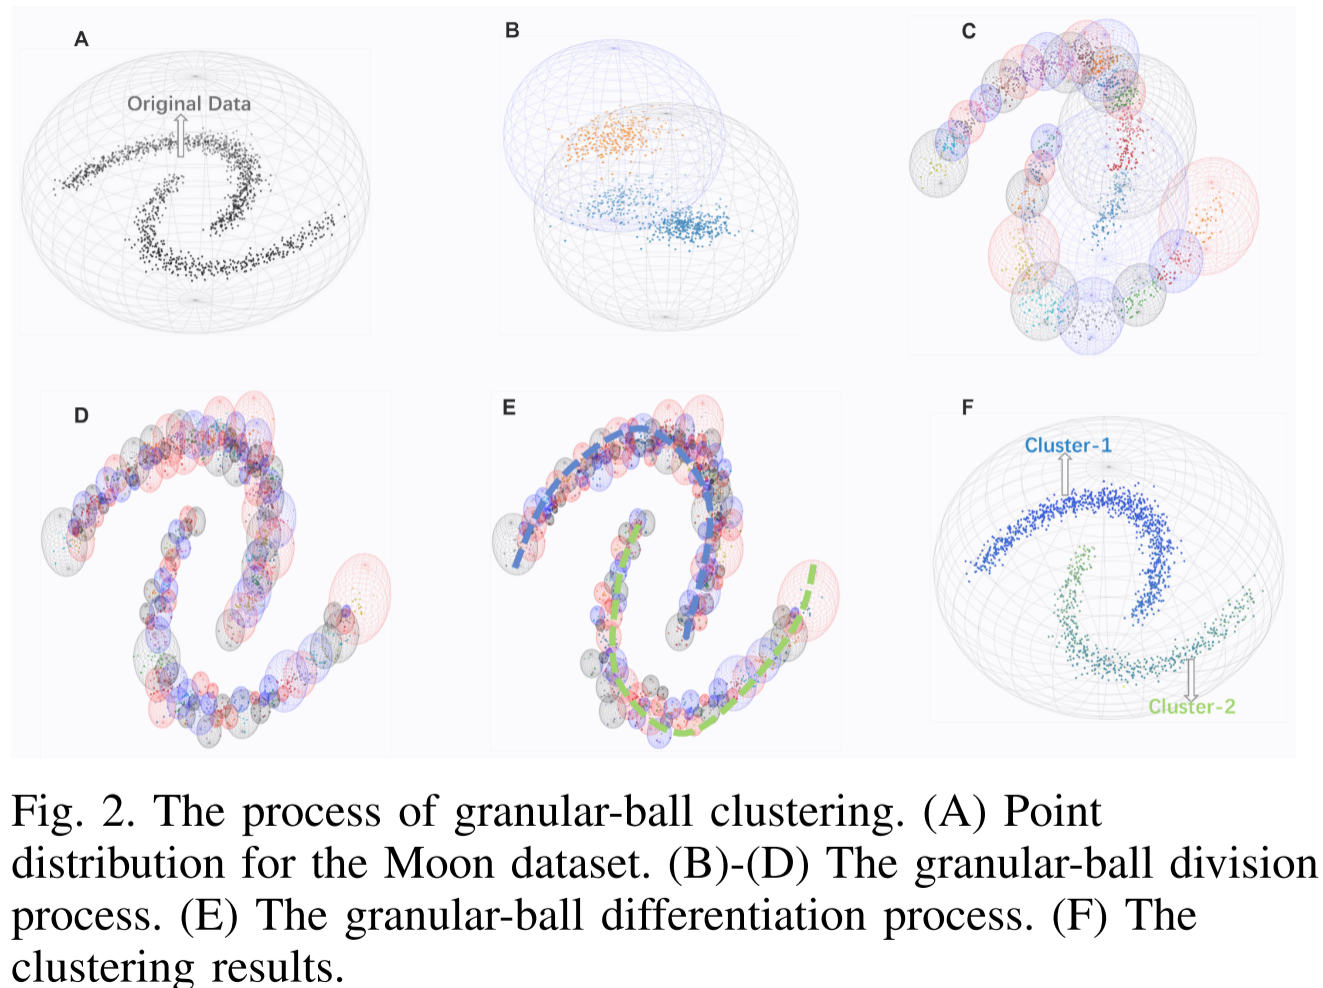 A
Original Data
B
C
D
E
F
Cluster-1
Cluster-2
Fig. 2. The process of granular-ball clustering. (A) Point
distribution for the Moon dataset. (B)-(D) The granular-ball division
process. (E) The granular-ball differentiation process. (F) The
clustering results.